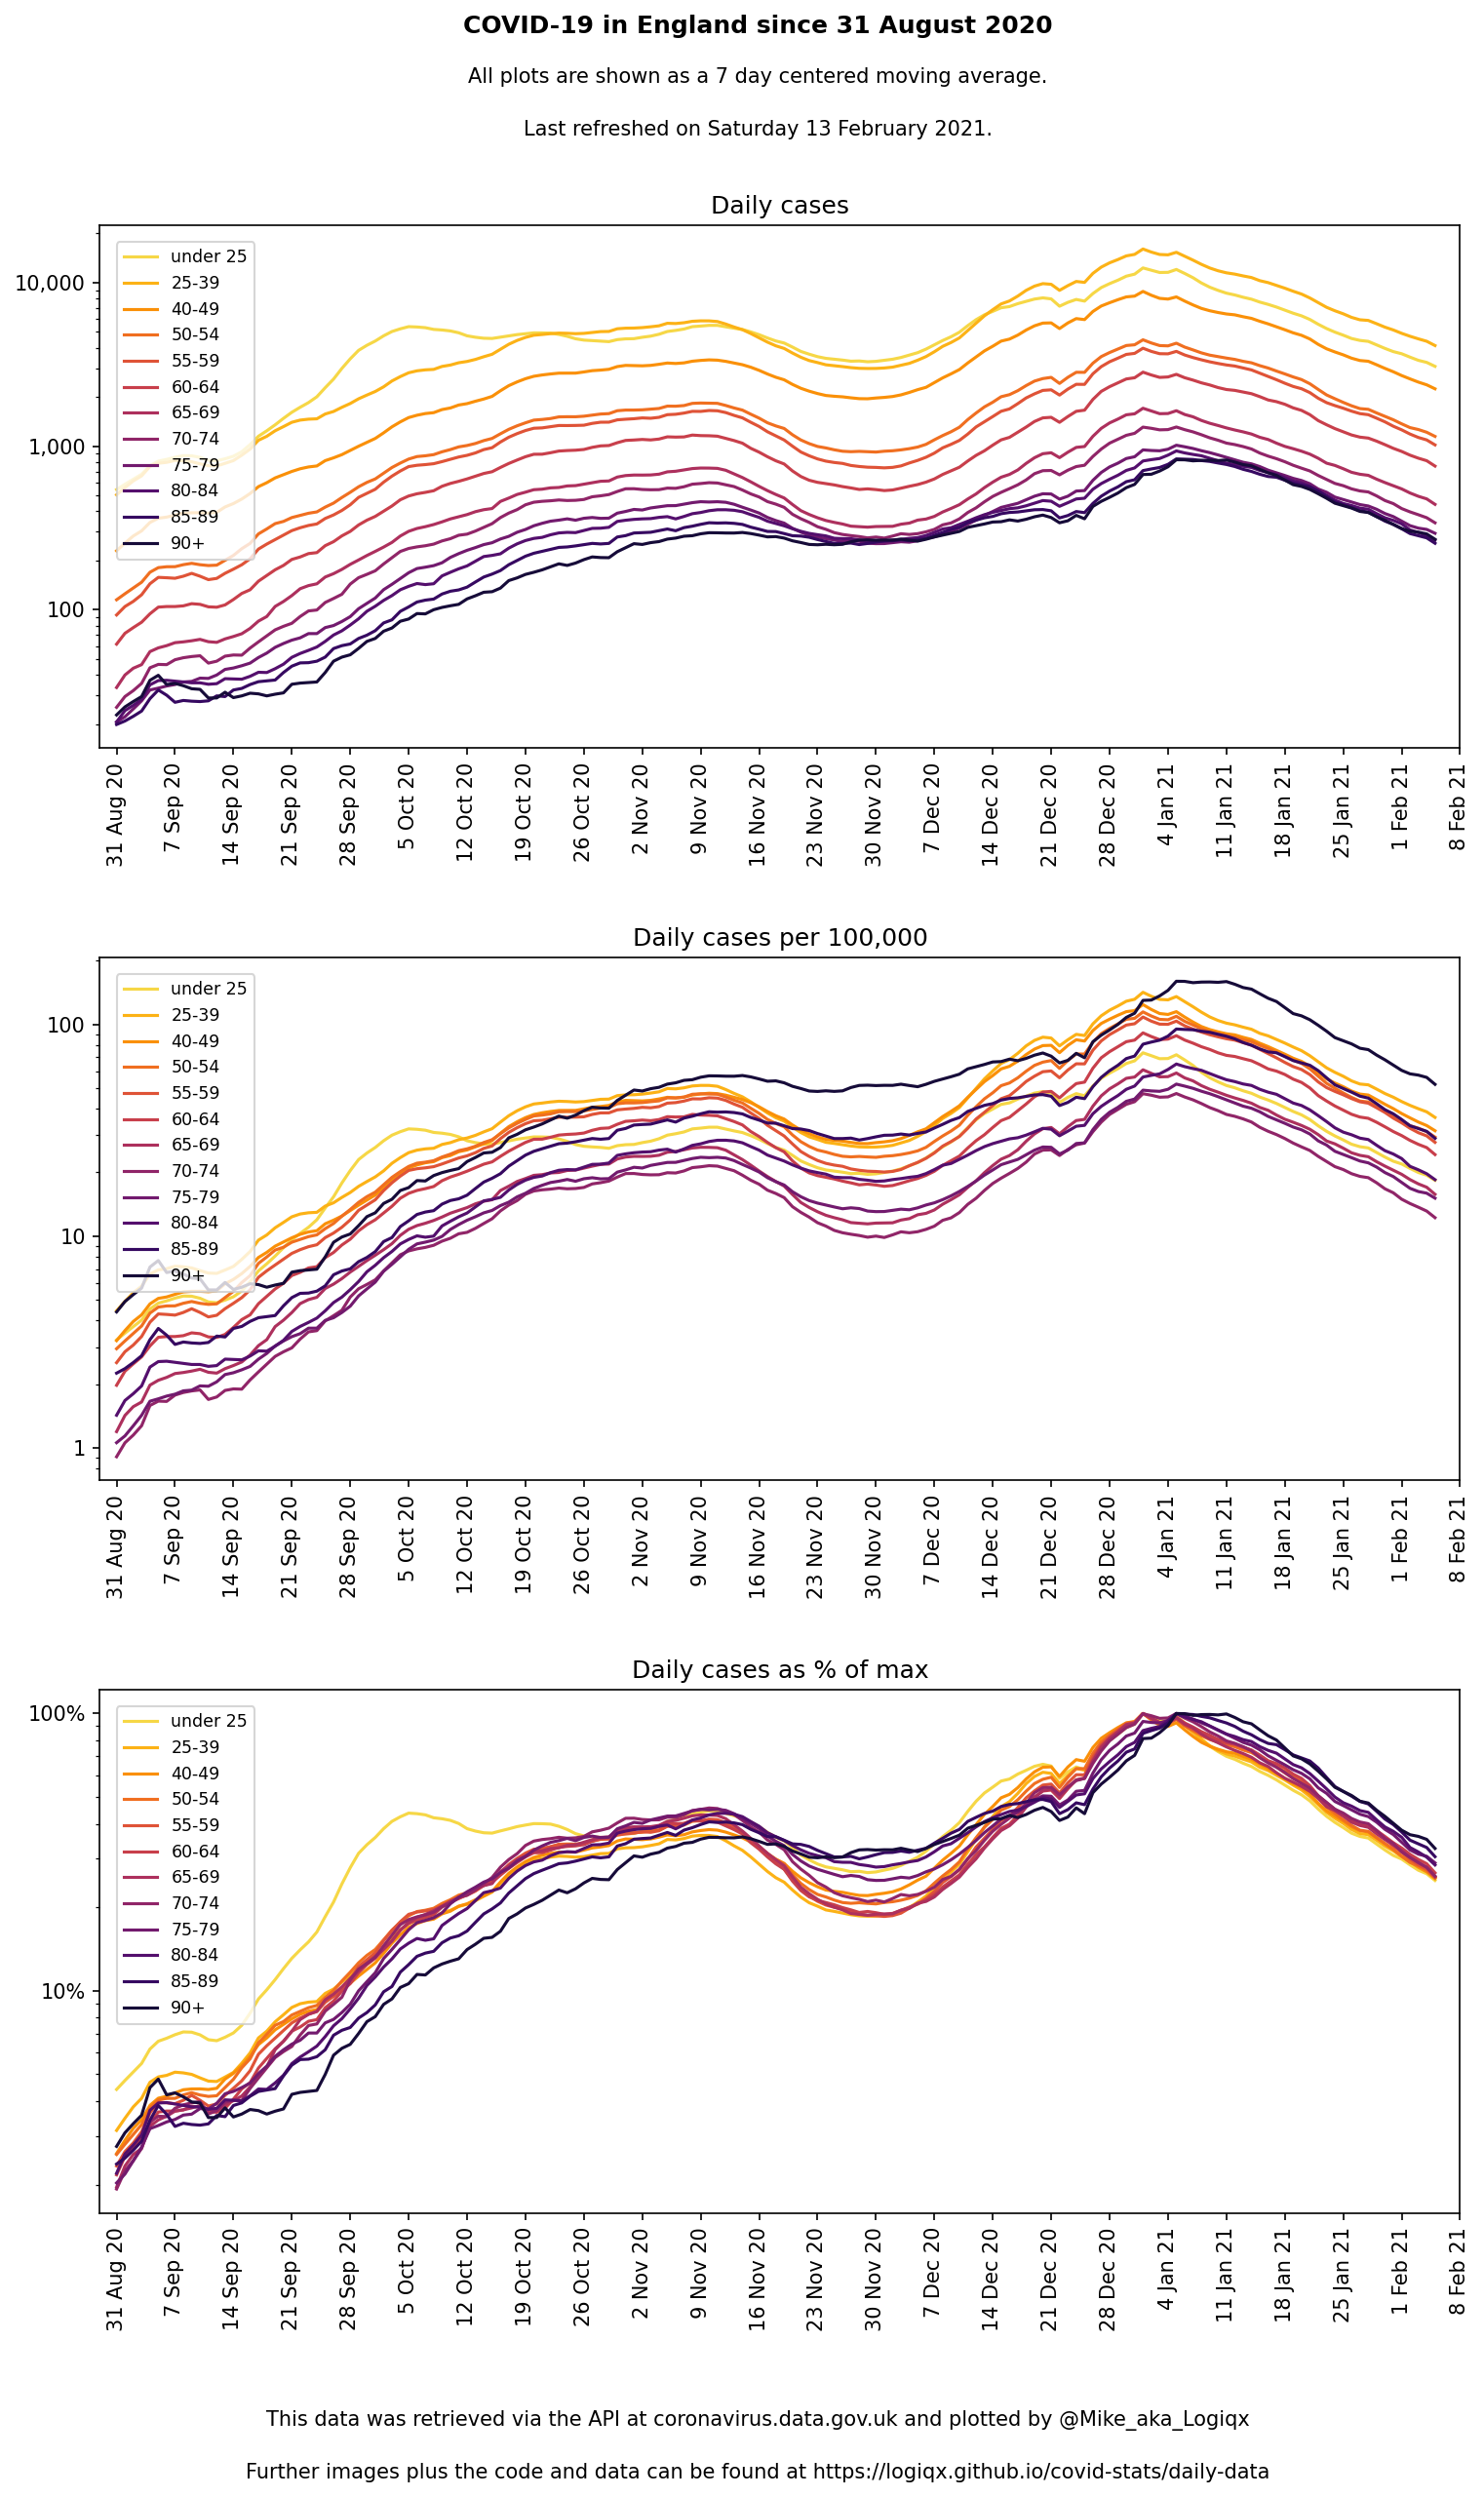 COVID-19 in England since 31 August 2020
All plots are shown as a 7 day centered moving average.
Last refreshed on Saturday 13 February 2021.
Daily cases
10,000
1,000
100
under 25
25-39
40-49
50-54
55-59
60-64
65-69
70-74
75-79
80-84
85-89
90+
31 Aug 20
7 Sep 20
14 Sep 20
21 Sep 20
28 Sep 20
5 Oct 20
12 Oct 20
19 Oct 20
26 Oct 20
2 Nov 20
9 Nov 20
16 Nov 20
23 Nov 20
30 Nov 20
7 Dec 20
14 Dec 20
21 Dec 20
28 Dec 20
4 Jan 21
11 Jan 21
18 Jan 21
25 Jan 21
1 Feb 21
8 Feb 21
Daily cases per 100,000
100
10
1
under 25
25-39
40-49
50-54
55-59
60-64
65-69
70-74
75-79
80-84
85-89
90+
31 Aug 20
7 Sep 20
14 Sep 20
21 Sep 20
28 Sep 20
5 Oct 20
12 Oct 20
19 Oct 20
26 Oct 20
2 Nov 20
9 Nov 20
16 Nov 20
23 Nov 20
30 Nov 20
7 Dec 20
14 Dec 20
21 Dec 20
28 Dec 20
4 Jan 21
11 Jan 21
18 Jan 21
25 Jan 21
1 Feb 21
8 Feb 21
Daily cases as % of max
100%
10%
under 25
25-39
40-49
50-54
55-59
60-64
65-69
70-74
75-79
80-84
85-89
90+
31 Aug 20
7 Sep 20
14 Sep 20
21 Sep 20
28 Sep 20
5 Oct 20
12 Oct 20
19 Oct 20
26 Oct 20
2 Nov 20
9 Nov 20
16 Nov 20
23 Nov 20
30 Nov 20
7 Dec 20
14 Dec 20
21 Dec 20
28 Dec 20
4 Jan 21
11 Jan 21
18 Jan 21
25 Jan 21
1 Feb 21
8 Feb 21
This data was retrieved via the API at coronavirus.data.gov.uk and plotted by @Mike_aka_Logiqx
Further images plus the code and data can be found at https://logiqx.github.io/covid-stats/daily-data